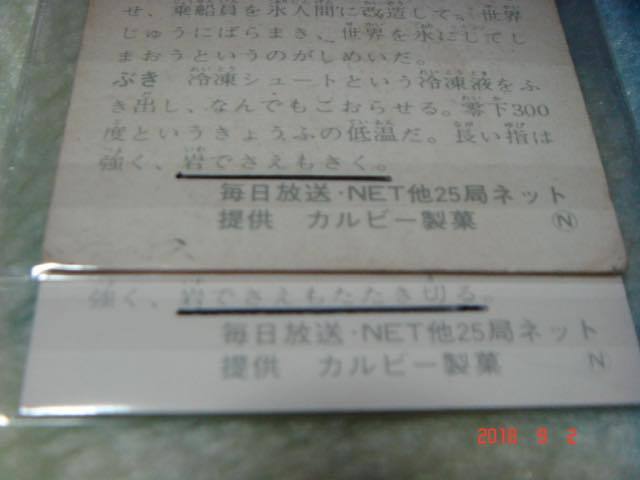 せ、乗船員を氷人間に改造して。世界
じゅうにばらまき、世界を氷にしてし
まおうというのがしめいだ。
ぶき　冷凍シュートという冷凍液をふ
き出し、なんでもこおらせる。零下300
度というきょうふの低温だ。長い指は
強く、岩でさえもきく。
毎日放送・NET他25局ネット
提供　カルビー製菓　Ⓝ
強く、岩でさえもたたき切る。
毎日放送・NET他25局ネット
提供　カルビー製菓　N
2018 9 2